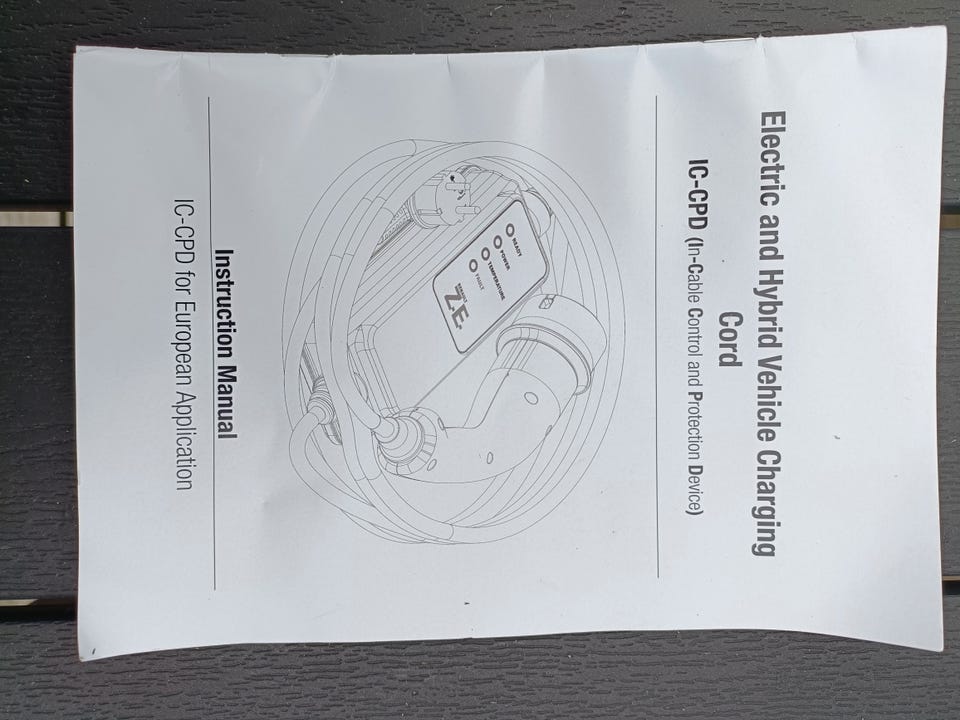 Electric and Hybrid Vehicle Charging
Cord
IC-CPD (In-Cable Control and Protection Device)
READY
POWER
TEMPERATURE
FAULT
RENAULT
Z.E.
Instruction Manual
IC-CPD for European Application